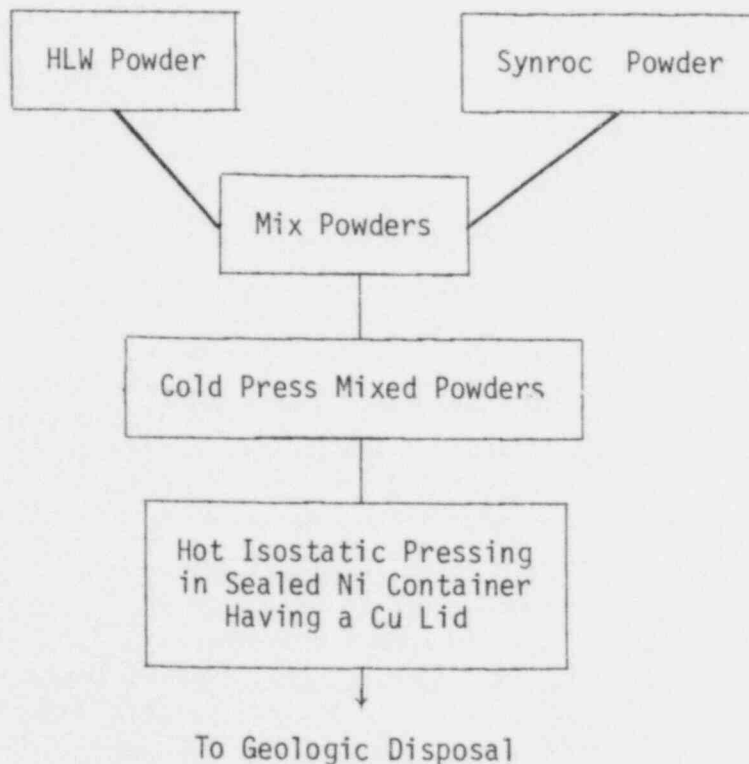 HLW Powder
Synroc Powder
Mix Powders
Cold Press Mixed Powders
Hot Isostatic Pressing
in Sealed Ni Container
Having a Cu Lid
To Geologic Disposal